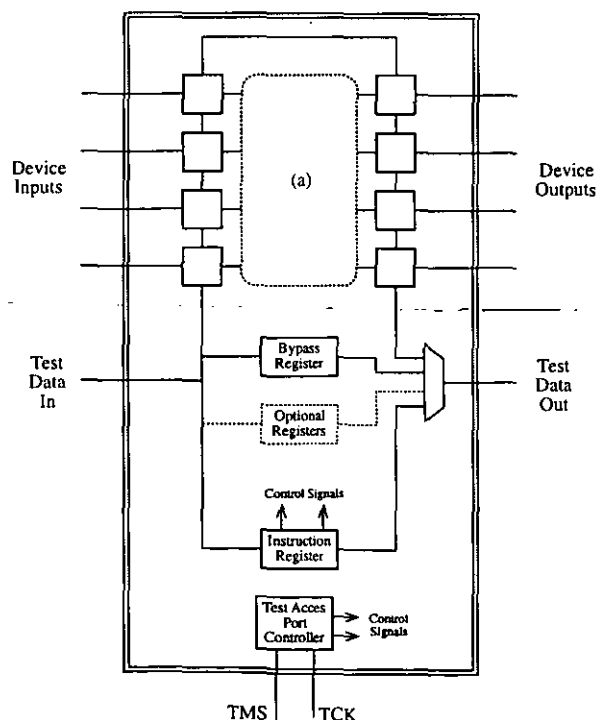 (a)
Device
Inputs
Device
Outputs
Test
Data
In
Bypass
Register
Optional
Registers
Test
Data
Out
Control Signals
Instruction
Register
Test Acces
Port
Controller
Control
Signals
TMS
TCK